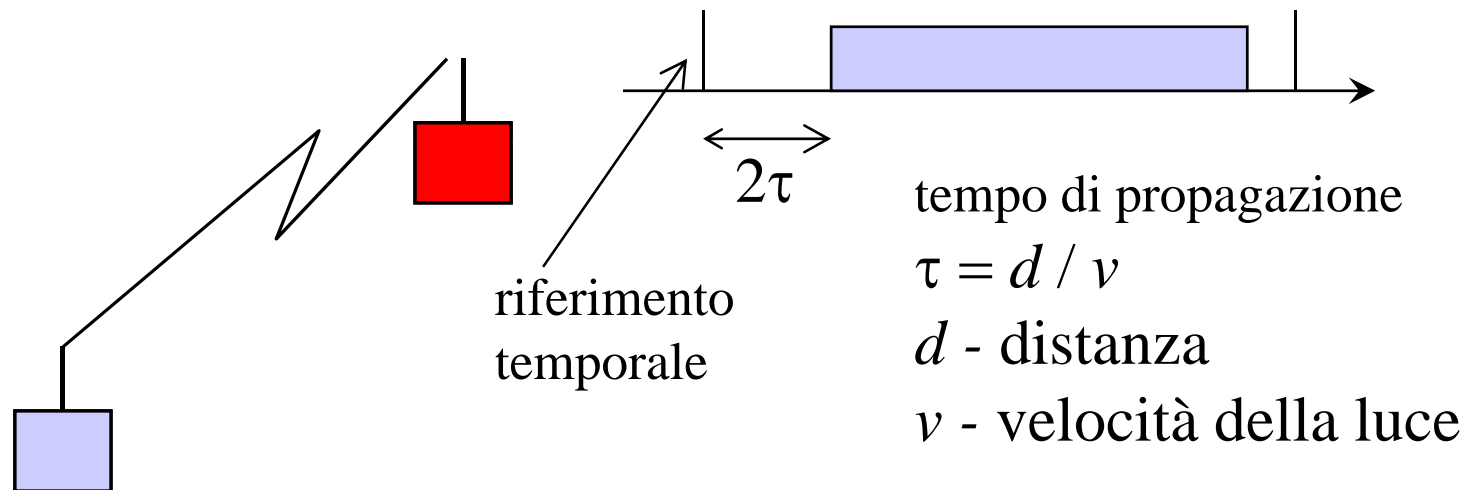 2τ
riferimento
temporale
tempo di propagazione
τ = d / v
d - distanza
v - velocità della luce